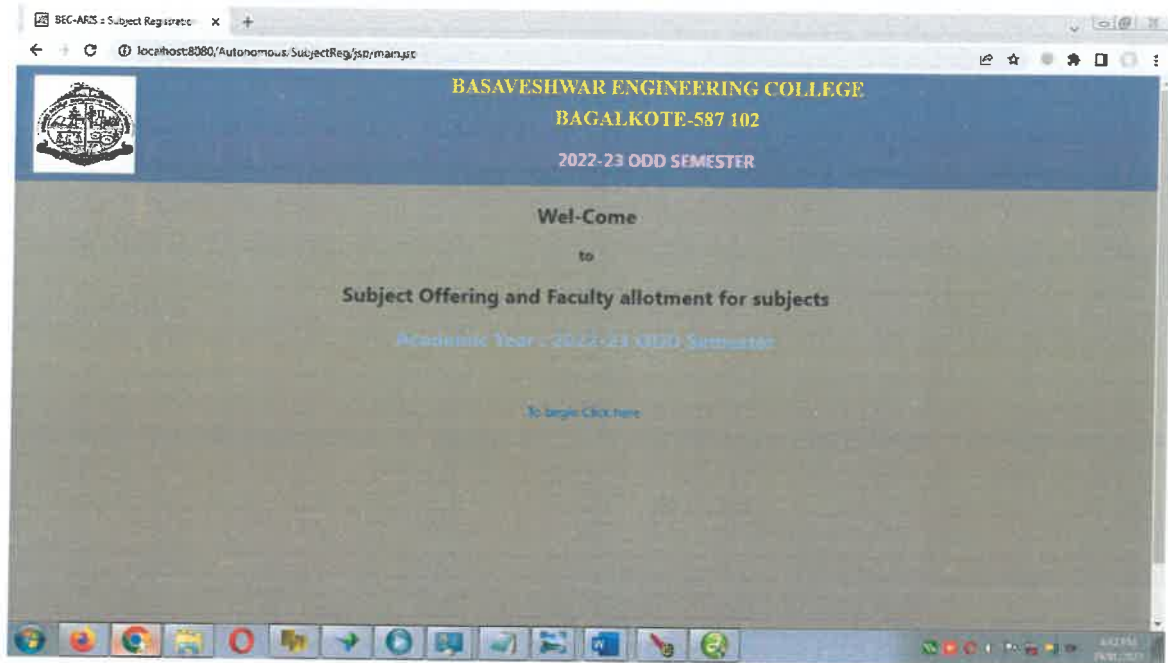 BEC-ARIS : Subject Registratio
localhost:8080/Autonomous/SubjectReg/jsp/main.jsp
BASAVESHWAR ENGINEERING COLLEGE
BAGALKOTE-587 102
2022-23 ODD SEMESTER
Wel-Come
to
Subject Offering and Faculty allotment for subjects
Academic Year : 2022-23 ODD Semester
To begin Click here